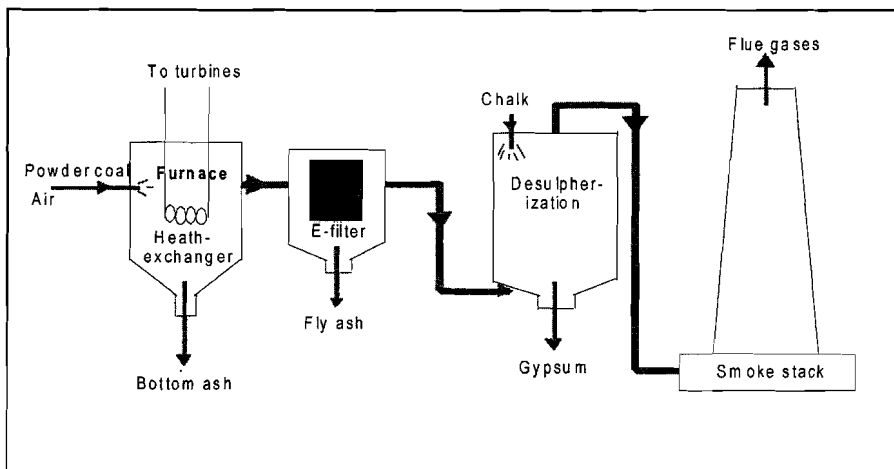 Flue gases
To turbines
Chalk
Powder coal
Air
Furnace
Heath-
exchanger
E-filter
Desulpher-
ization
Fly ash
Bottom ash
Gypsum
Smoke stack